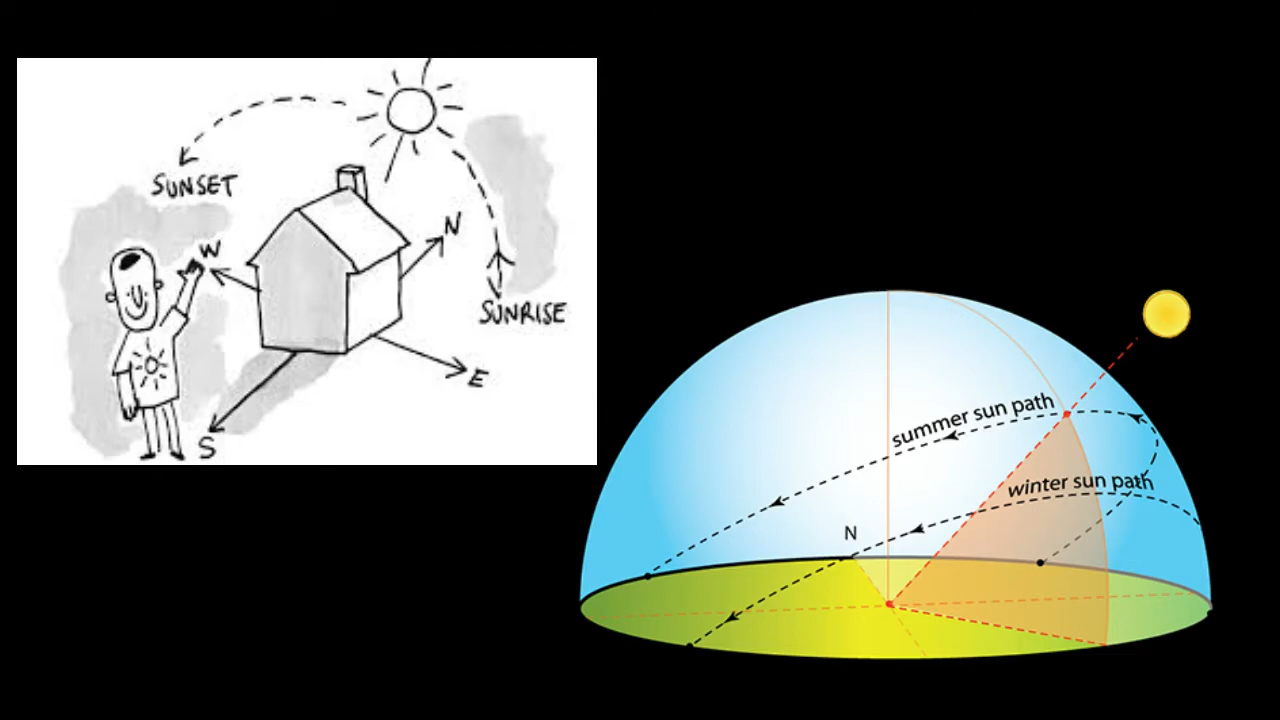 SUNSET
W
N
SUNRISE
E
S
summer sun path
winter sun path
N